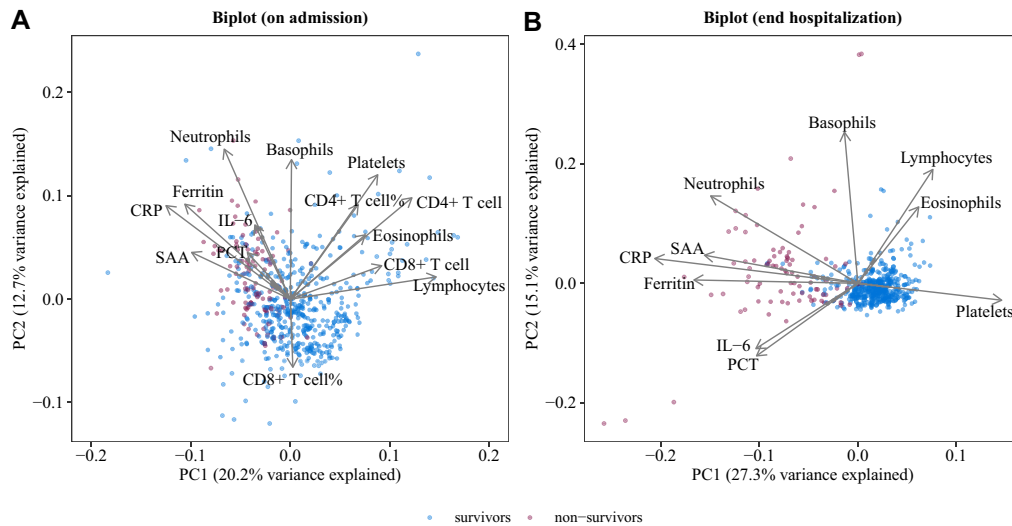 A
Biplot (on admission)
0.2
0.1
0.0
−0.1
PC2 (12.7% variance explained)
Neutrophils
Basophils
Platelets
Ferritin
CD4+ T cell%
CD4+ T cell
CRP
IL−6
Eosinophils
PCT
SAA
CD8+ T cell
Lymphocytes
CD8+ T cell%
−0.2
−0.1
0.0
0.1
0.2
PC1 (20.2% variance explained)
B
Biplot (end hospitalization)
0.4
0.2
0.0
−0.2
PC2 (15.1% variance explained)
Basophils
Lymphocytes
Neutrophils
Eosinophils
SAA
CRP
Ferritin
Platelets
IL−6
PCT
−0.2
−0.1
0.0
0.1
PC1 (27.3% variance explained)
survivors
non−survivors